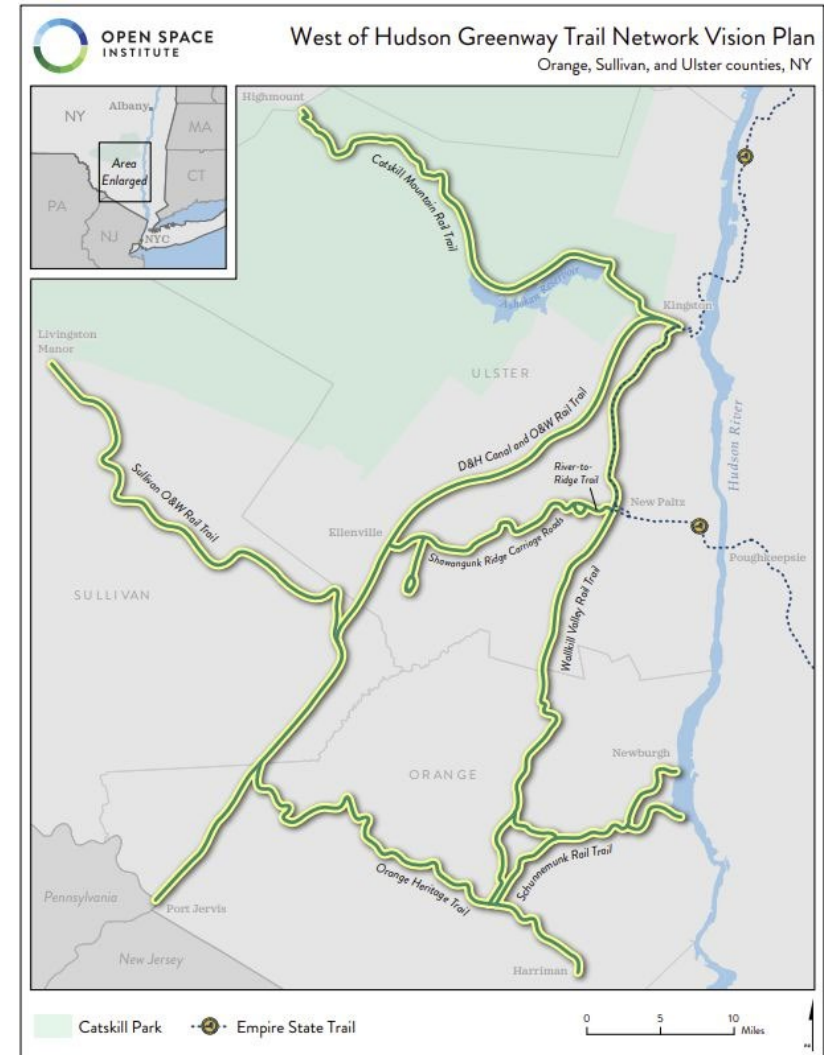 OPEN SPACE
INSTITUTE
West of Hudson Greenway Trail Network Vision Plan
Orange, Sullivan, and Ulster counties, NY
Albany
NY
MA
Area
Enlarged
CT
PA
NJ
NYC
Highmount
Catskill Mountain Rail Trail
Ashokan Reservoir
Kingston
Livingston
Manor
ULSTER
D&H Canal and O&W Rail Trail
Hudson River
River-to-
Ridge Trail
New Paltz
Sullivan O&W Rail Trail
Ellenville
Shawangunk Ridge Carriage Roads
Poughkeepsie
SULLIVAN
Wallkill Valley Rail Trail
Newburgh
ORANGE
Schunnemunk Rail Trail
Orange Heritage Trail
Pennsylvania
Port Jervis
New Jersey
Harriman
Catskill Park
Empire State Trail
0 5 10
Miles